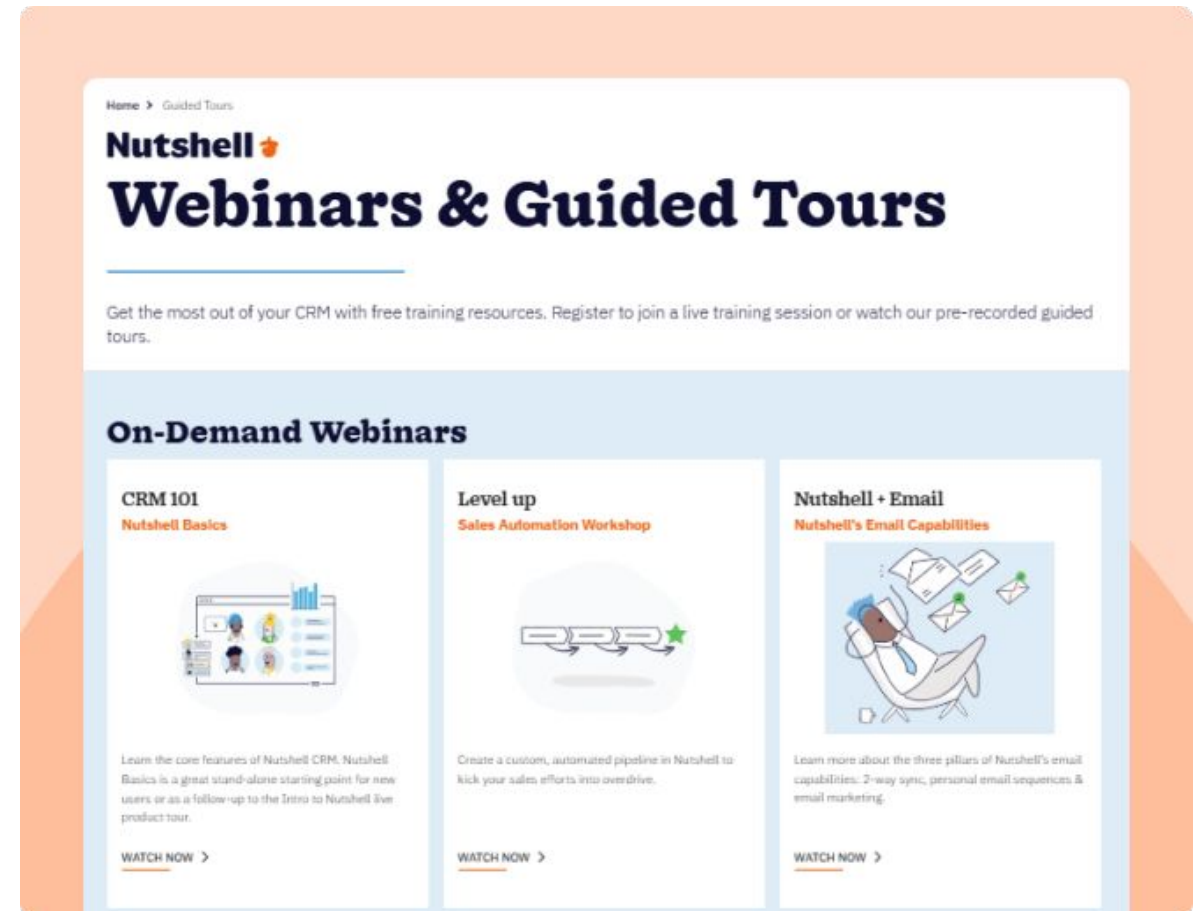 Home > Guided Tours
Nutshell
Webinars & Guided Tours
Get the most out of your CRM with free training resources. Register to join a live training session or watch our pre-recorded guided
tours.
On-Demand Webinars
CRM 101
Nutshell Basics
Learn the core features of Nutshell CRM. Nutshell
Basics is a great stand-alone starting point for new
users or as a follow-up to the Intro to Nutshell live
product tour.
WATCH NOW >
Level up
Sales Automation Workshop
Create a custom, automated pipeline in Nutshell to
kick your sales efforts into overdrive.
WATCH NOW >
Nutshell + Email
Nutshell's Email Capabilities
Learn more about the three pillars of Nutshell's email
capabilities: 2-way sync, personal email sequences &
email marketing.
WATCH NOW >